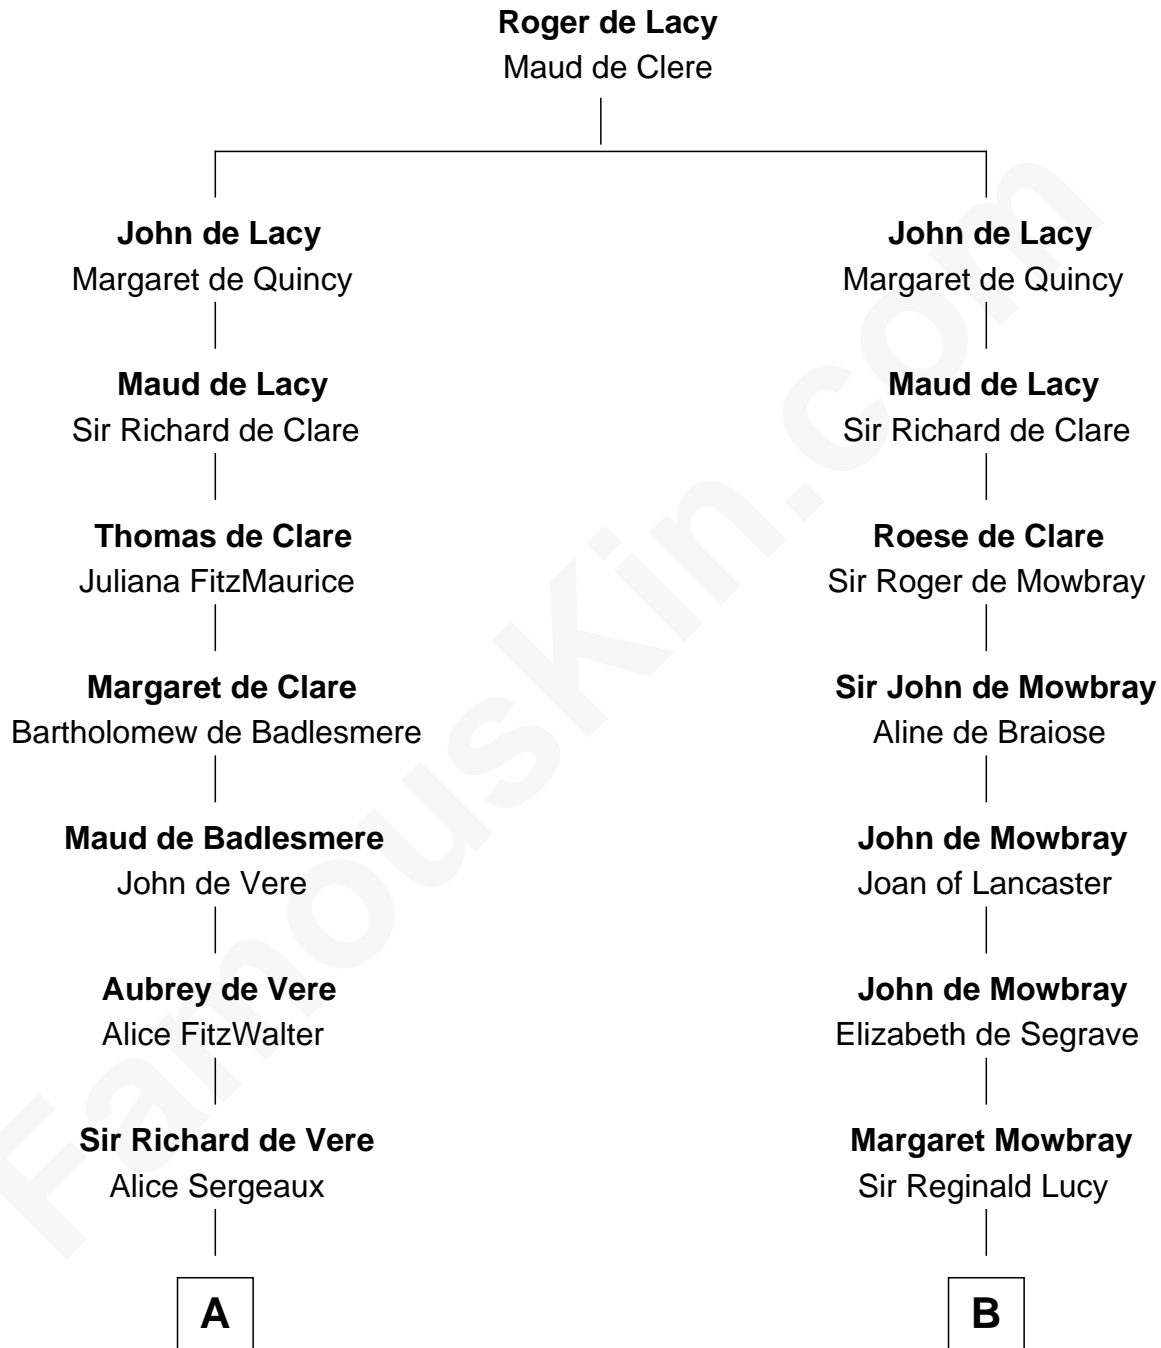 Roger de Lacy
Maud de Clere
John de Lacy
Margaret de Quincy
Maud de Lacy
Sir Richard de Clare
Thomas de Clare
Juliana FitzMaurice
Margaret de Clare
Bartholomew de Badlesmere
Maud de Badlesmere
John de Vere
Aubrey de Vere
Alice FitzWalter
Sir Richard de Vere
Alice Sergeaux
A
John de Lacy
Margaret de Quincy
Maud de Lacy
Sir Richard de Clare
Roese de Clare
Sir Roger de Mowbray
Sir John de Mowbray
Aline de Braiose
John de Mowbray
Joan of Lancaster
John de Mowbray
Elizabeth de Segrave
Margaret Mowbray
Sir Reginald Lucy
B
FamousKin.com